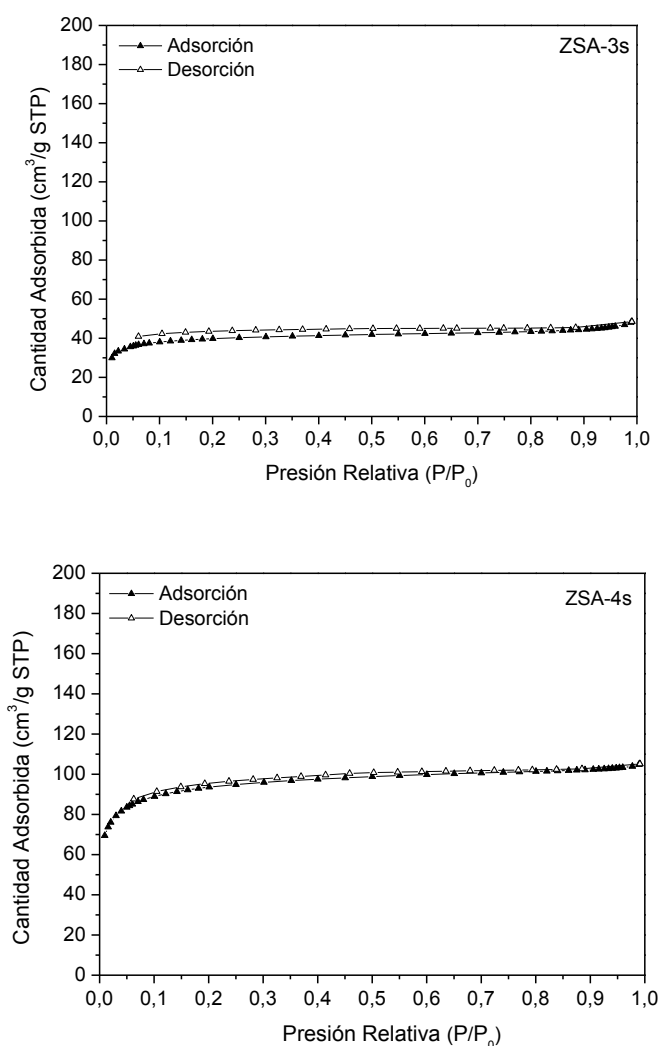 200
180
160
140
120
100
80
60
40
20
0
Cantidad Adsorbida (cm³/g STP)
Adsorción
Desorción
ZSA-3s
0,0 0,1 0,2 0,3 0,4 0,5 0,6 0,7 0,8 0,9 1,0
Presión Relativa (P/P₀)
200
180
160
140
120
100
80
60
40
20
0
Cantidad Adsorbida (cm³/g STP)
Adsorción
Desorción
ZSA-4s
0,0 0,1 0,2 0,3 0,4 0,5 0,6 0,7 0,8 0,9 1,0
Presión Relativa (P/P₀)